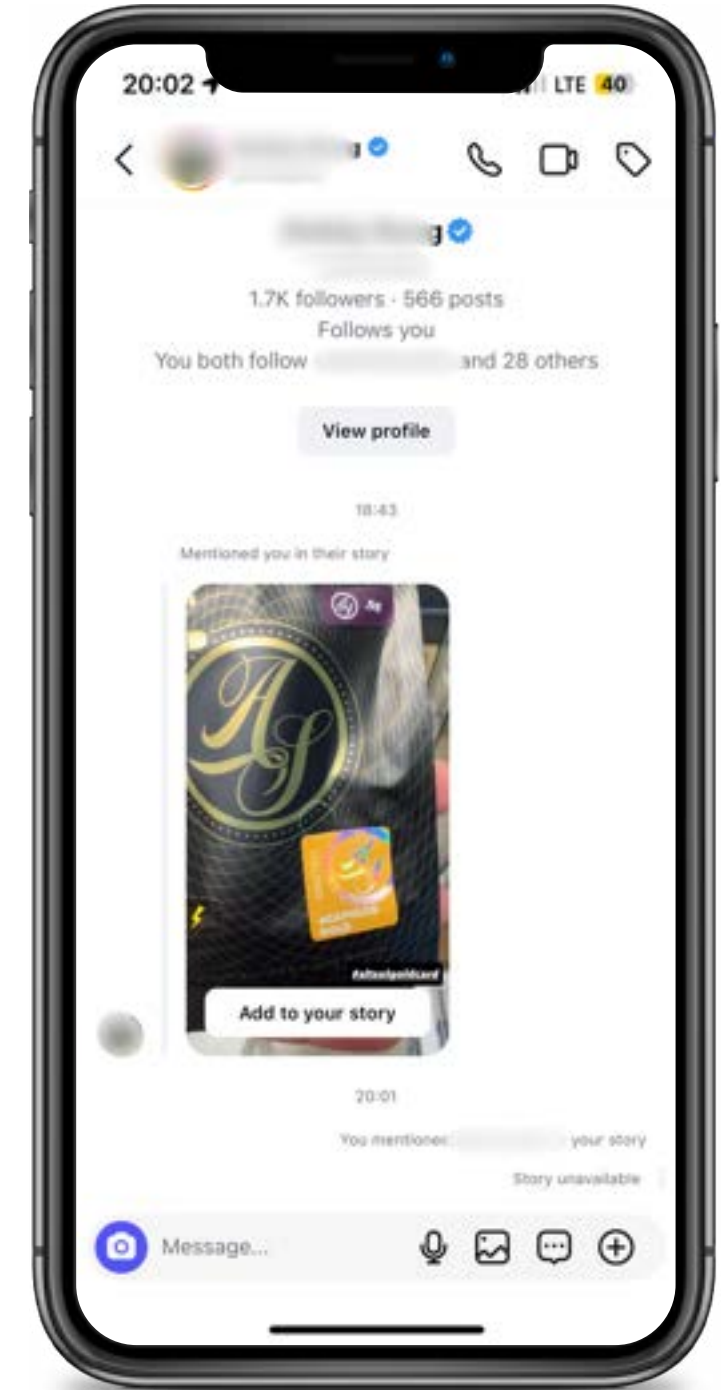 20:02
LTE 40
g
g
1.7K followers · 566 posts
Follows you
You both follow and 28 others
View profile
18:43
Mentioned you in their story
AS
Add to your story
20:01
You mentioned your story
Story unavailable
Message...